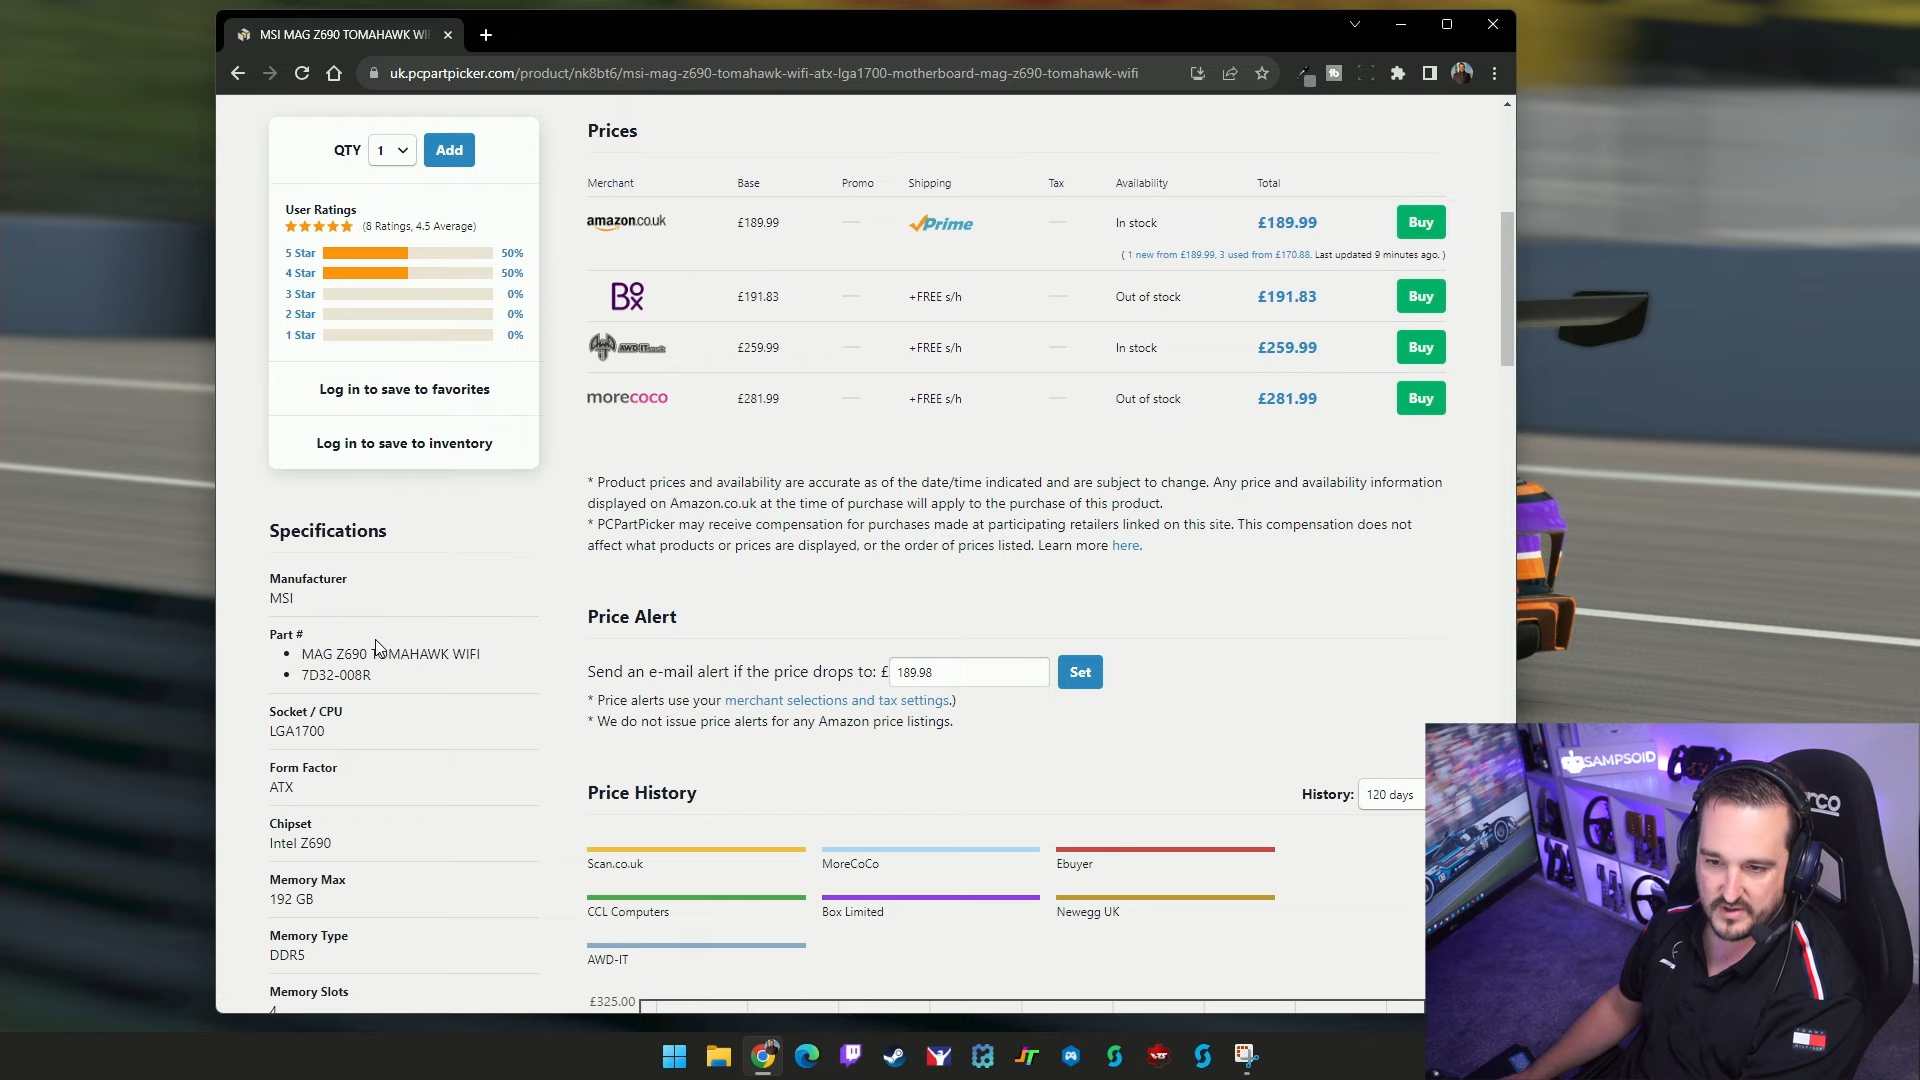 MSI MAG Z690 TOMAHAWK WI
uk.pcpartpicker.com/product/nk8bt6/msi-mag-z690-tomahawk-wifi-atx-lga1700-motherboard-mag-z690-tomahawk-wifi
QTY 1 Add
User Ratings
(8 Ratings, 4.5 Average)
5 Star 50%
4 Star 50%
3 Star 0%
2 Star 0%
1 Star 0%
Log in to save to favorites
Log in to save to inventory
Specifications
Manufacturer
MSI
Part #
MAG Z690 TOMAHAWK WIFI
7D32-008R
Socket / CPU
LGA1700
Form Factor
ATX
Chipset
Intel Z690
Memory Max
192 GB
Memory Type
DDR5
Memory Slots
4
Prices
Merchant Base Promo Shipping Tax Availability Total
amazon.co.uk £189.99 Prime In stock £189.99 Buy
( 1 new from £189.99, 3 used from £170.88. Last updated 9 minutes ago. )
BOX £191.83 +FREE s/h Out of stock £191.83 Buy
AWD-IT £259.99 +FREE s/h In stock £259.99 Buy
morecoco £281.99 +FREE s/h Out of stock £281.99 Buy
* Product prices and availability are accurate as of the date/time indicated and are subject to change. Any price and availability information
displayed on Amazon.co.uk at the time of purchase will apply to the purchase of this product.
* PCPartPicker may receive compensation for purchases made at participating retailers linked on this site. This compensation does not
affect what products or prices are displayed, or the order of prices listed. Learn more here.
Price Alert
Send an e-mail alert if the price drops to: £ 189.98 Set
* Price alerts use your merchant selections and tax settings.)
* We do not issue price alerts for any Amazon price listings.
Price History
History: 120 days
Scan.co.uk MoreCoCo Ebuyer
CCL Computers Box Limited Newegg UK
AWD-IT
£325.00
SAMPSOID
rco